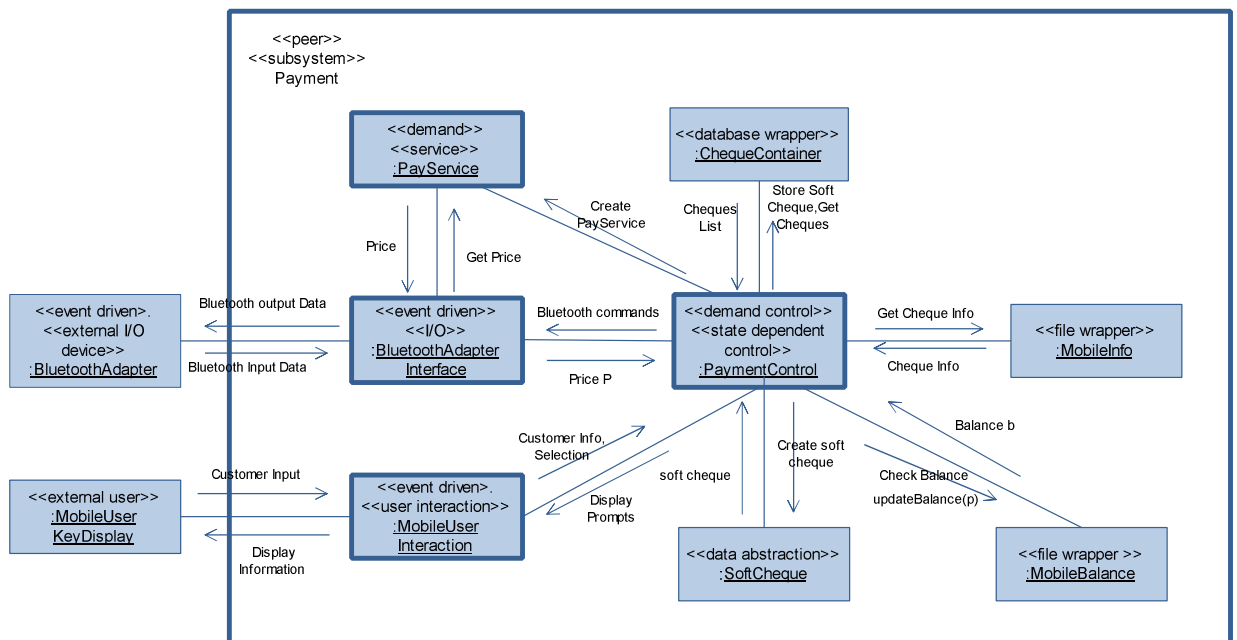 <<peer>>
<<subsystem>>
Payment
<<demand>>
<<service>>
:PayService
<<database wrapper>>
:ChequeContainer
Create
PayService
Cheques
List
Store Soft
Cheque,Get
Cheques
Price
Get Price
<<event driven>.
<<external I/O
device>>
:BluetoothAdapter
Bluetooth output Data
Bluetooth Input Data
<<event driven>>
<<I/O>>
:BluetoothAdapter
Interface
Bluetooth commands
Price P
<<demand control>>
<<state dependent
control>>
:PaymentControl
Get Cheque Info
Cheque Info
<<file wrapper>>
:MobileInfo
Customer Info,
Selection
Display
Prompts
soft cheque
Create soft
cheque
Balance b
Check Balance
updateBalance(p)
<<external user>>
:MobileUser
KeyDisplay
Customer Input
Display
Information
<<event driven>.
<<user interaction>>
:MobileUser
Interaction
<<data abstraction>>
:SoftCheque
<<file wrapper >>
:MobileBalance